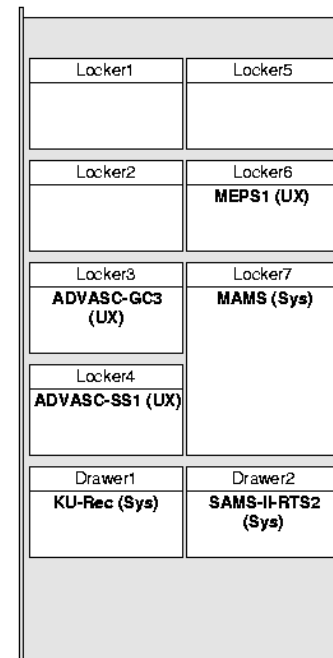 Locker1
Locker5
Locker2
Locker6
MEPS1 (UX)
Locker3
ADVASC-GC3
(UX)
Locker7
MAMS (Sys)
Locker4
ADVASC-SS1 (UX)
Drawer1
KU-Rec (Sys)
Drawer2
SAMS-II-RTS2
(Sys)